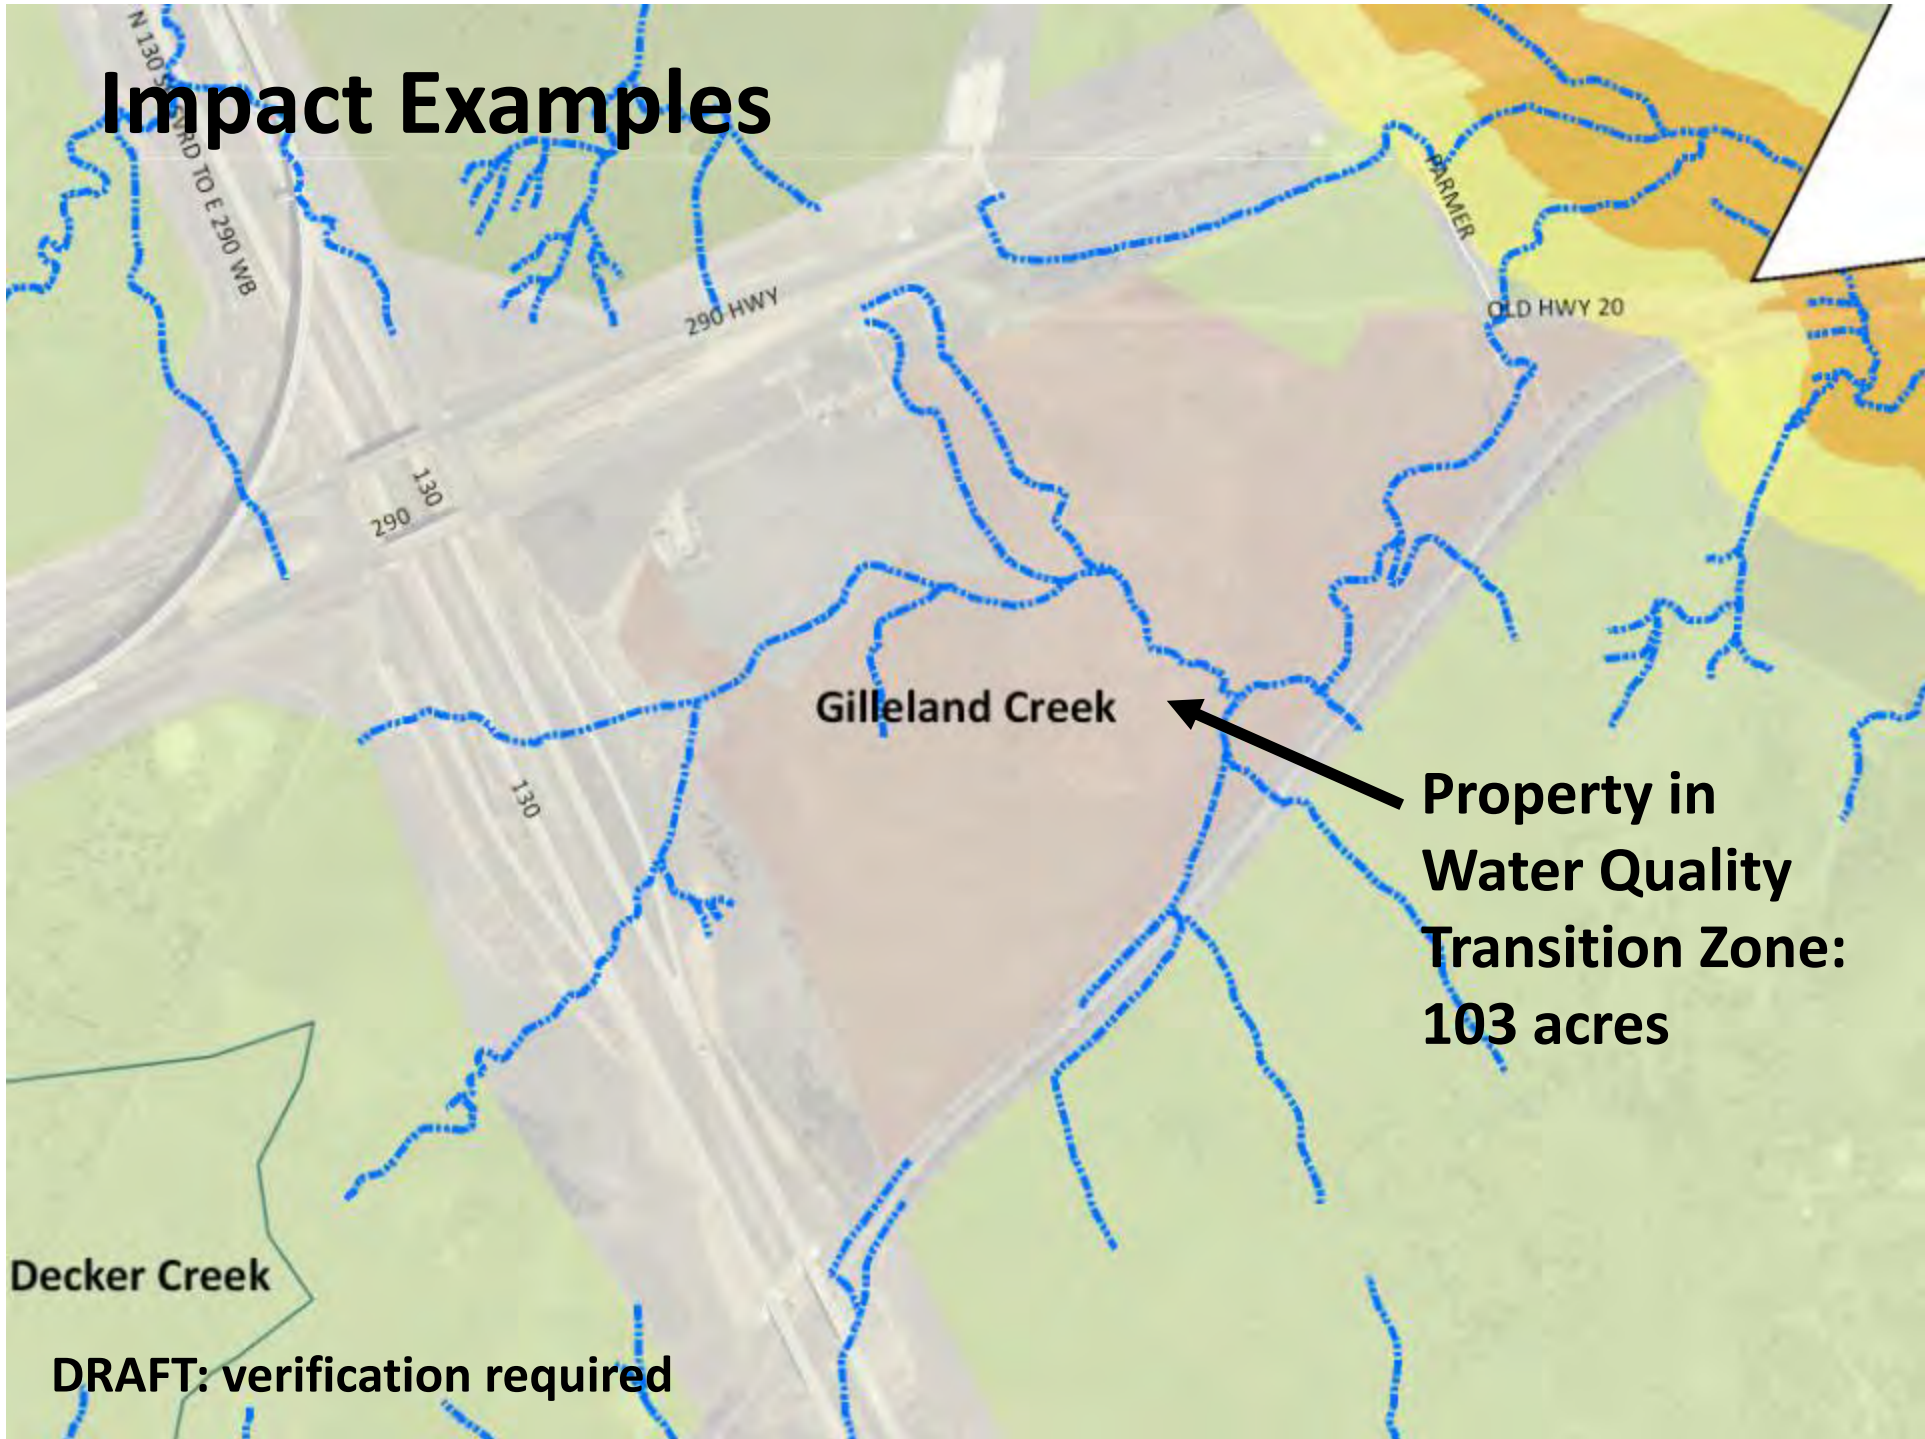 Impact Examples
N 130 S SVRD TO E 290 WB
PARMER
290 HWY
OLD HWY 20
130
290
Gilleland Creek
130
Property in
Water Quality
Transition Zone:
103 acres
Decker Creek
DRAFT: verification required